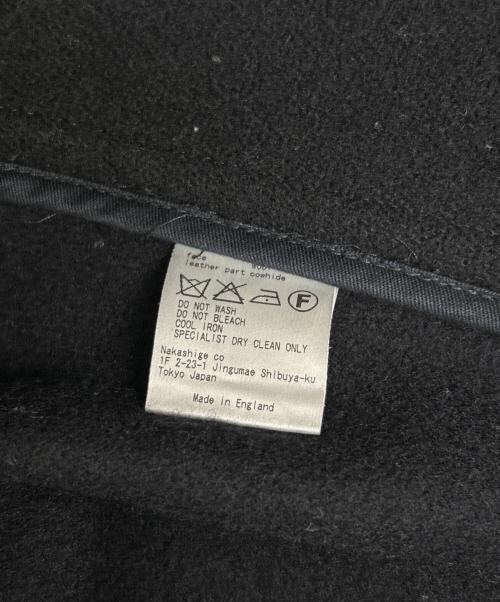 face
leather part cowhide
F
DO NOT WASH
DO NOT BLEACH
COOL IRON
SPECIALIST DRY CLEAN ONLY
Nakashige co
1F 2-23-1 Jingumae Shibuya-ku
Tokyo Japan
Made in England